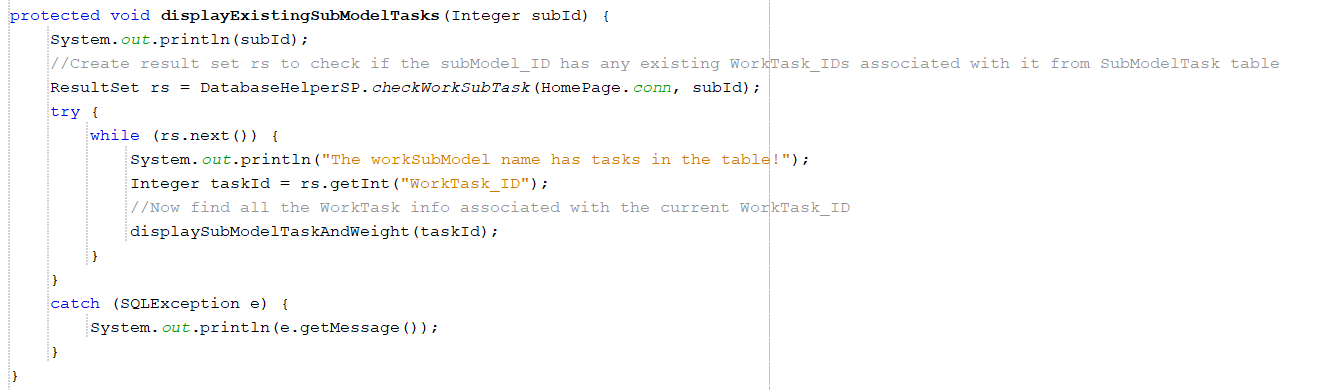 protected void displayExistingSubModelTasks(Integer subId) {
System.out.println(subId);
//Create result set rs to check if the subModel_ID has any existing WorkTask_IDs associated with it from SubModelTask table
ResultSet rs = DatabaseHelperSP.checkWorkSubTask(HomePage.conn, subId);
try {
while (rs.next()) {
System.out.println("The workSubModel name has tasks in the table!");
Integer taskId = rs.getInt("WorkTask_ID");
//Now find all the WorkTask info associated with the current WorkTask_ID
displaySubModelTaskAndWeight(taskId);
}
}
catch (SQLException e) {
System.out.println(e.getMessage());
}
}